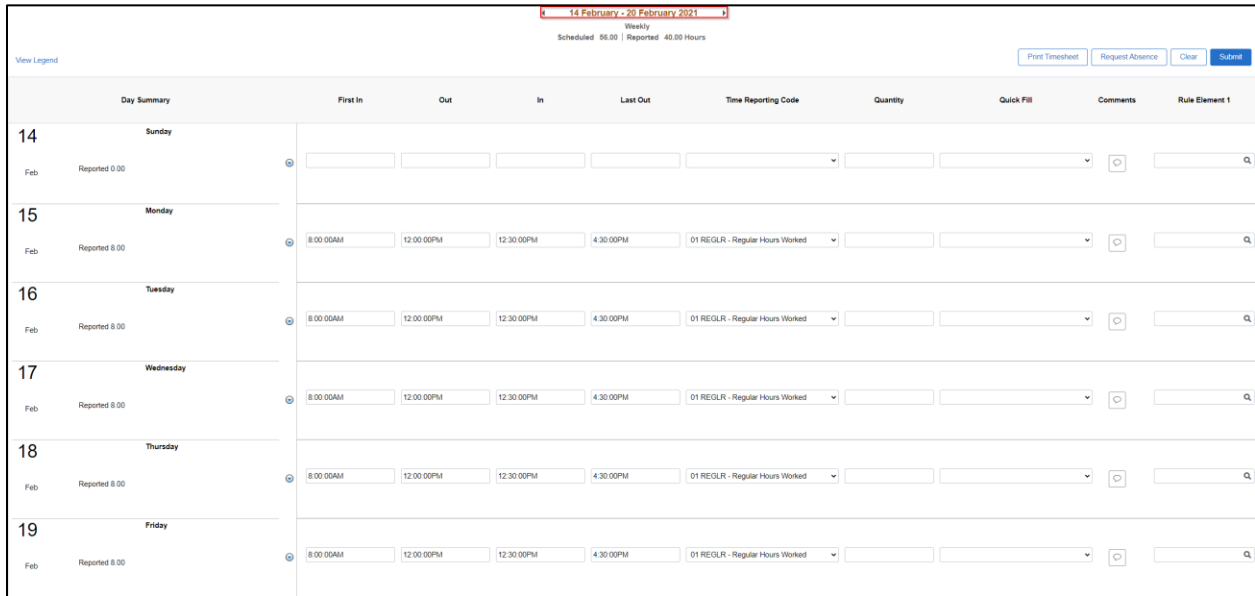 14 February - 20 February 2021
Weekly
Scheduled 56.00 | Reported 40.00 Hours
View Legend Print Timesheet Request Absence Clear Submit
Day Summary First In Out In Last Out Time Reporting Code Quantity Quick Fill Comments Rule Element 1
14 Sunday
Feb Reported 0.00
15 Monday
Feb Reported 8.00 8:00:00AM 12:00:00PM 12:30:00PM 4:30:00PM 01 REGLR - Regular Hours Worked
16 Tuesday
Feb Reported 8.00 8:00:00AM 12:00:00PM 12:30:00PM 4:30:00PM 01 REGLR - Regular Hours Worked
17 Wednesday
Feb Reported 8.00 8:00:00AM 12:00:00PM 12:30:00PM 4:30:00PM 01 REGLR - Regular Hours Worked
18 Thursday
Feb Reported 8.00 8:00:00AM 12:00:00PM 12:30:00PM 4:30:00PM 01 REGLR - Regular Hours Worked
19 Friday
Feb Reported 8.00 8:00:00AM 12:00:00PM 12:30:00PM 4:30:00PM 01 REGLR - Regular Hours Worked